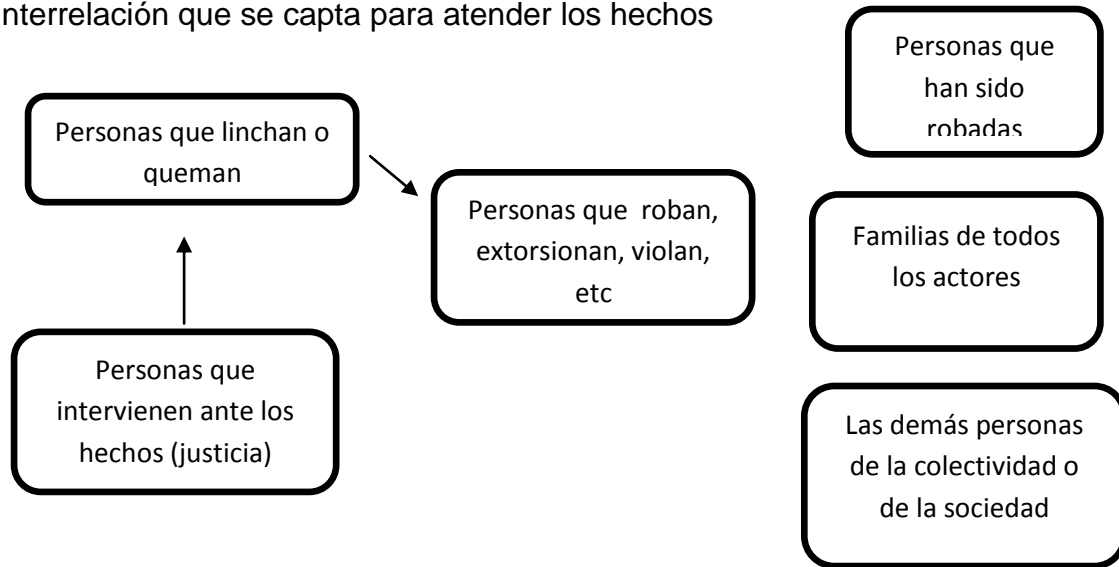 nterrelación que se capta para atender los hechos
Personas que linchan o
queman
Personas que roban,
extorsionan, violan,
etc
Personas que
intervienen ante los
hechos (justicia)
Personas que
han sido
robadas
Familias de todos
los actores
Las demás personas
de la colectividad o
de la sociedad